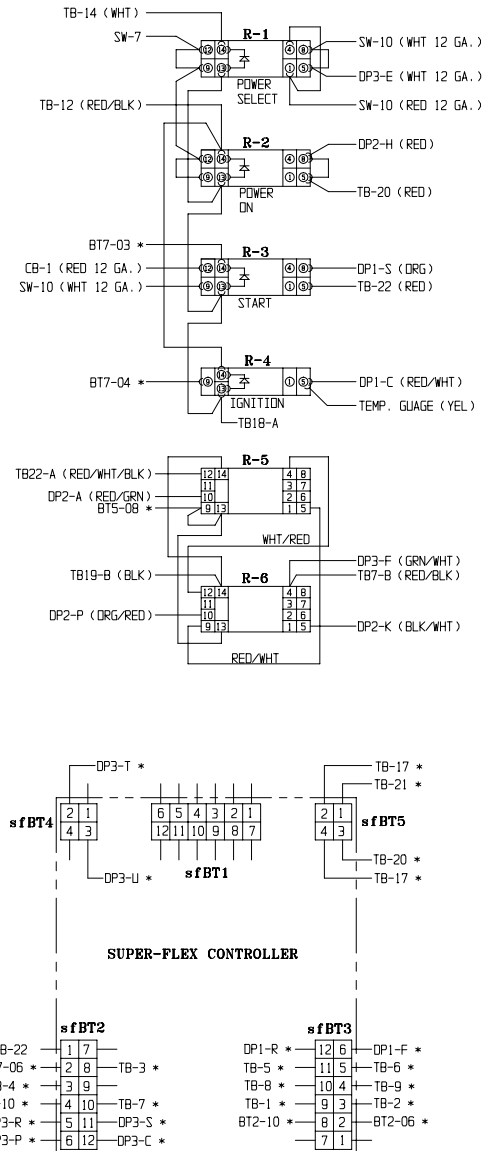 TB-14 (WHT)
SW-7
R-1
SW-10 (WHT 12 GA.)
12 14 4 8
9 13 1 5
DP3-E (WHT 12 GA.)
POWER
SELECT
SW-10 (RED 12 GA.)
TB-12 (RED/BLK)
R-2
DP2-H (RED)
12 14 4 8
9 13 1 5
POWER
ON
TB-20 (RED)
BT7-03 *
R-3
CB-1 (RED 12 GA.)
12 14 4 8
DP1-S (ORG)
SW-10 (WHT 12 GA.)
9 13 1 5
TB-22 (RED)
START
R-4
14
BT7-04 *
9 13 1 5
DP1-C (RED/WHT)
IGNITION
TEMP. GUAGE (YEL)
TB18-A
R-5
TB22-A (RED/WHT/BLK)
12 14 4 8
11 3 7
DP2-A (RED/GRN)
10 2 6
BT5-08 *
9 13 1 5
WHT/RED
DP3-F (GRN/WHT)
TB19-B (BLK)
R-6
TB7-B (RED/BLK)
12 14 4 8
11 3 7
DP2-P (ORG/RED)
10 2 6
9 13 1 5
DP2-K (BLK/WHT)
RED/WHT
DP3-T *
TB-17 *
TB-21 *
sfBT4
2 1
4 3
6 5 4 3 2 1
12 11 10 9 8 7
2 1
4 3
sfBT5
sfBT1
DP3-U *
TB-20 *
TB-17 *
SUPER-FLEX CONTROLLER
sfBT2
sfBT3
B-22 1 7
DP1-R * 12 6 DP1-F *
7-06 * 2 8 TB-3 *
TB-5 * 11 5 TB-6 *
-4 * 3 9
TB-8 * 10 4 TB-9 *
-10 * 4 10 TB-7 *
TB-1 * 9 3 TB-2 *
P3-R * 5 11 DP3-S *
BT2-10 * 8 2 BT2-06 *
P3-P * 6 12 DP3-C *
7 1